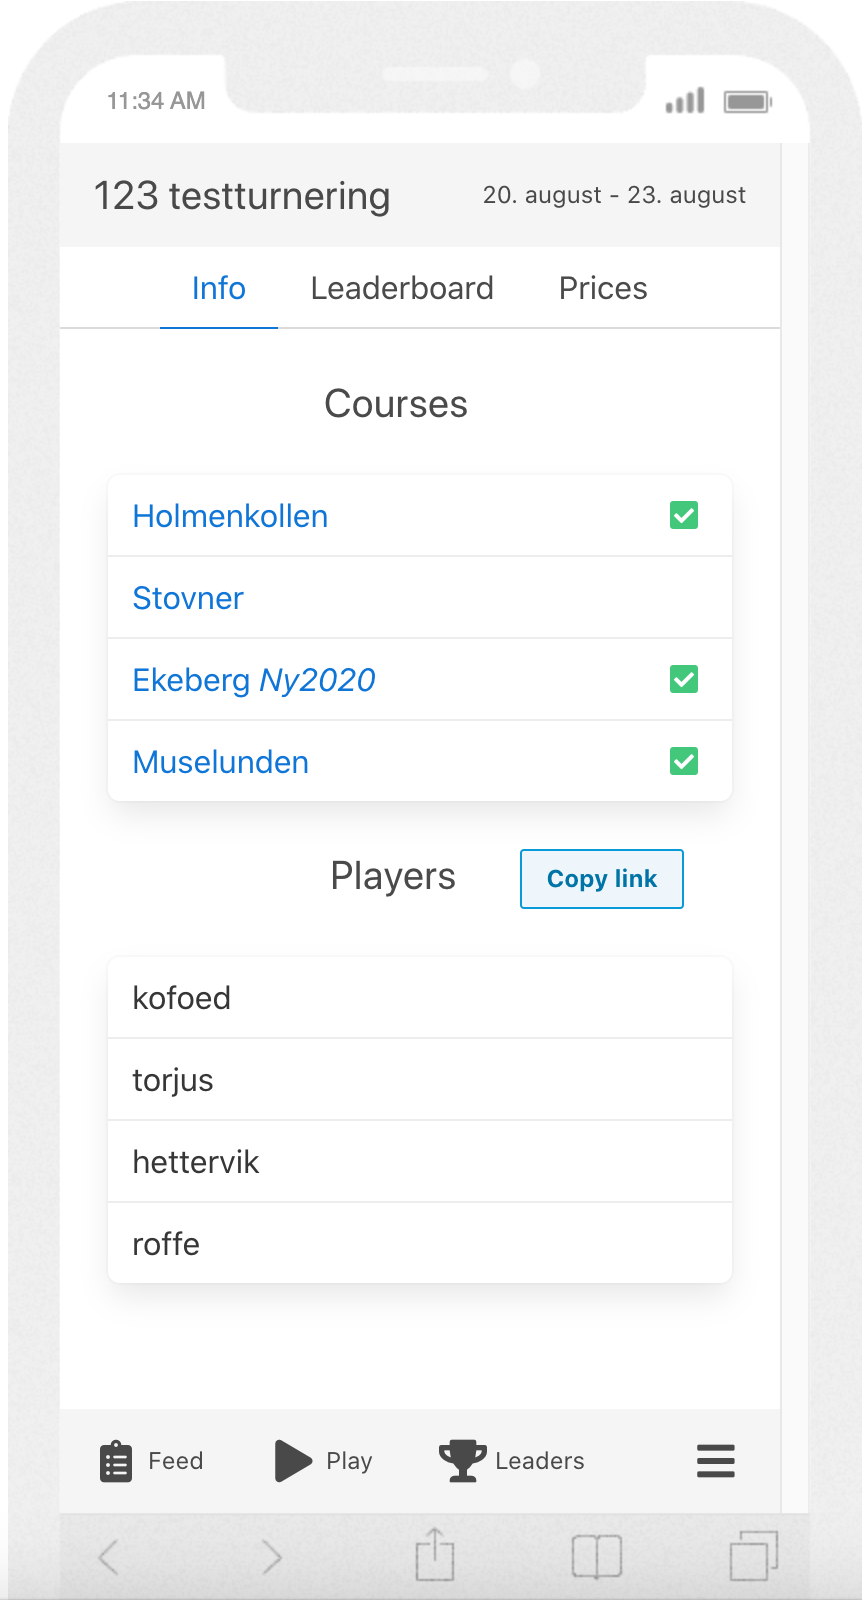 11:34 AM
123 testturnering 20. august - 23. august
Info Leaderboard Prices
Courses
Holmenkollen
Stovner
Ekeberg Ny2020
Muselunden
Players Copy link
kofoed
torjus
hettervik
roffe
Feed Play Leaders